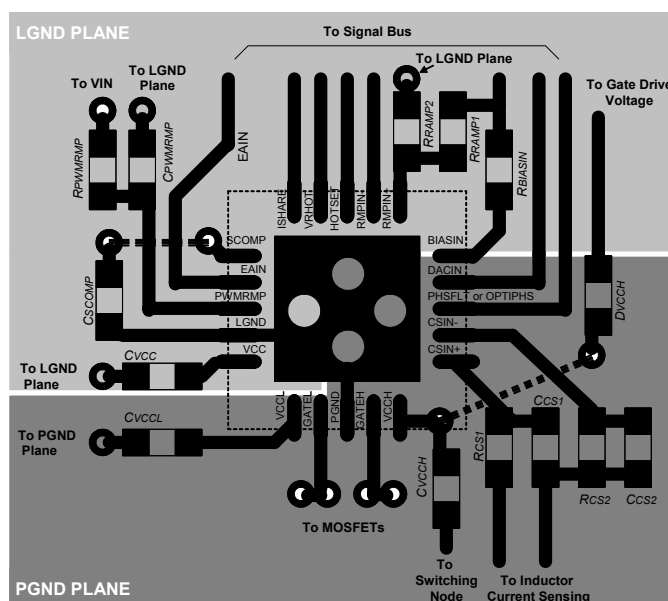 LGND PLANE
To Signal Bus
To VIN
To LGND
Plane
To LGND Plane
To Gate Drive
Voltage
RPWMRMP
CPWMRMP
EAIN
RRAMP2
RRAMP1
RBIASIN
ISHARE
VRHOT
HOTSET
RMPIN-
RMPIN+
SCOMP
EAIN
PWMRMP
LGND
VCC
BIASIN
DACIN
PHSFLT or OPTIPHS
CSIN-
CSIN+
CSCOMP
DVCCH
CVCC
To LGND
Plane
VCCL
GATEL
PGND
GATEH
VCCH
CVCCL
To PGND
Plane
CVCCH
RCS1
CCS1
RCS2
CCS2
To MOSFETs
To
Switching
Node
To Inductor
Current Sensing
PGND PLANE